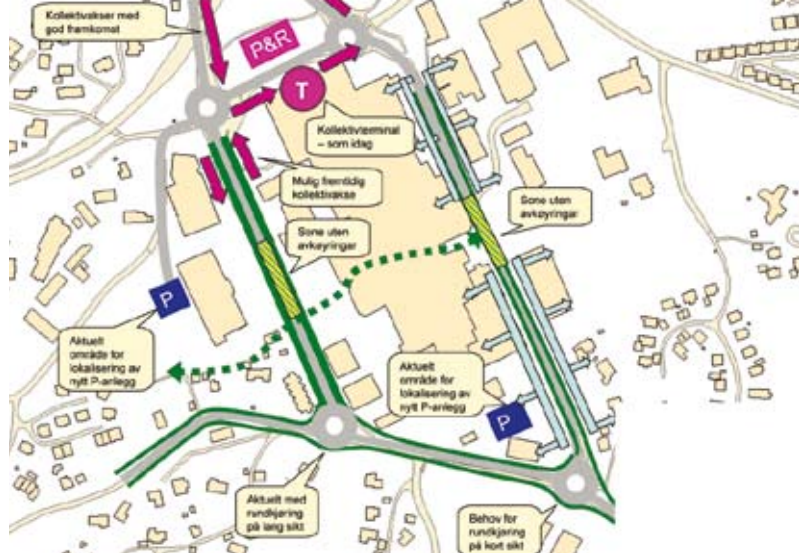 Kollektivakser med
god framkomst
P&R
T
Kollektivterminal
– som idag
Mulig fremtidig
kollektivakse
Sone uten
avkøyringar
Sone uten
avkøyringar
P
Aktuelt
område for
lokalisering av
nytt P-anlegg
Aktuelt
område for
lokalisering av
nytt P-anlegg
P
Aktuelt med
rundkjøring
på lang sikt
Behov for
rundkjøring
på kort sikt